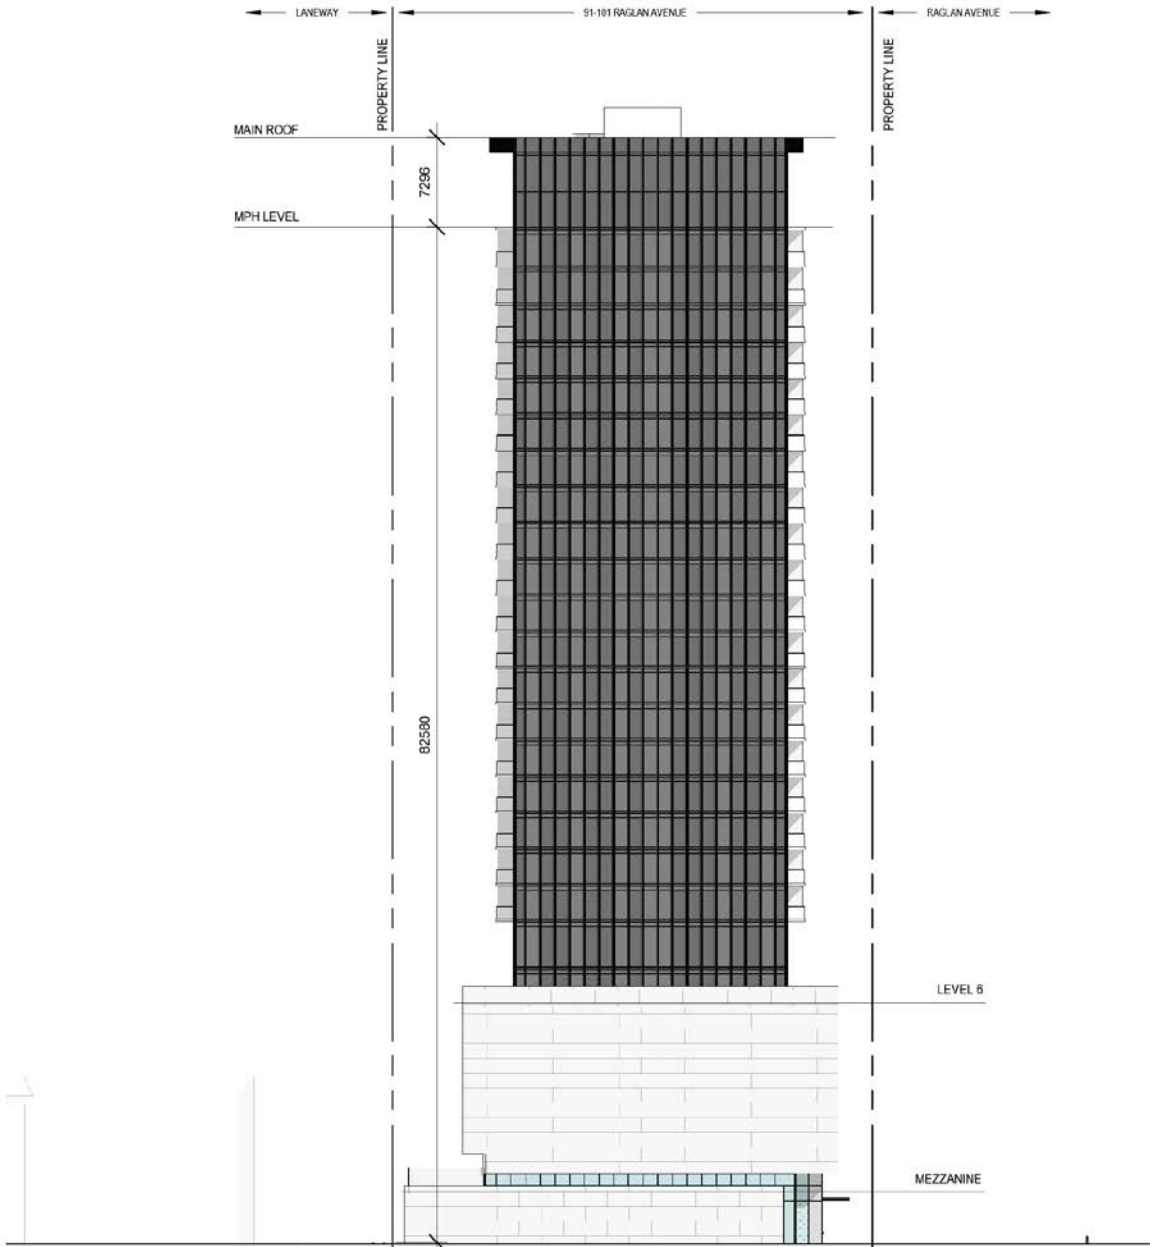 LANEWAY
91-101 RAGLAN AVENUE
RAGLAN AVENUE
PROPERTY LINE
PROPERTY LINE
MAIN ROOF
7296
MPH LEVEL
82580
LEVEL 6
MEZZANINE